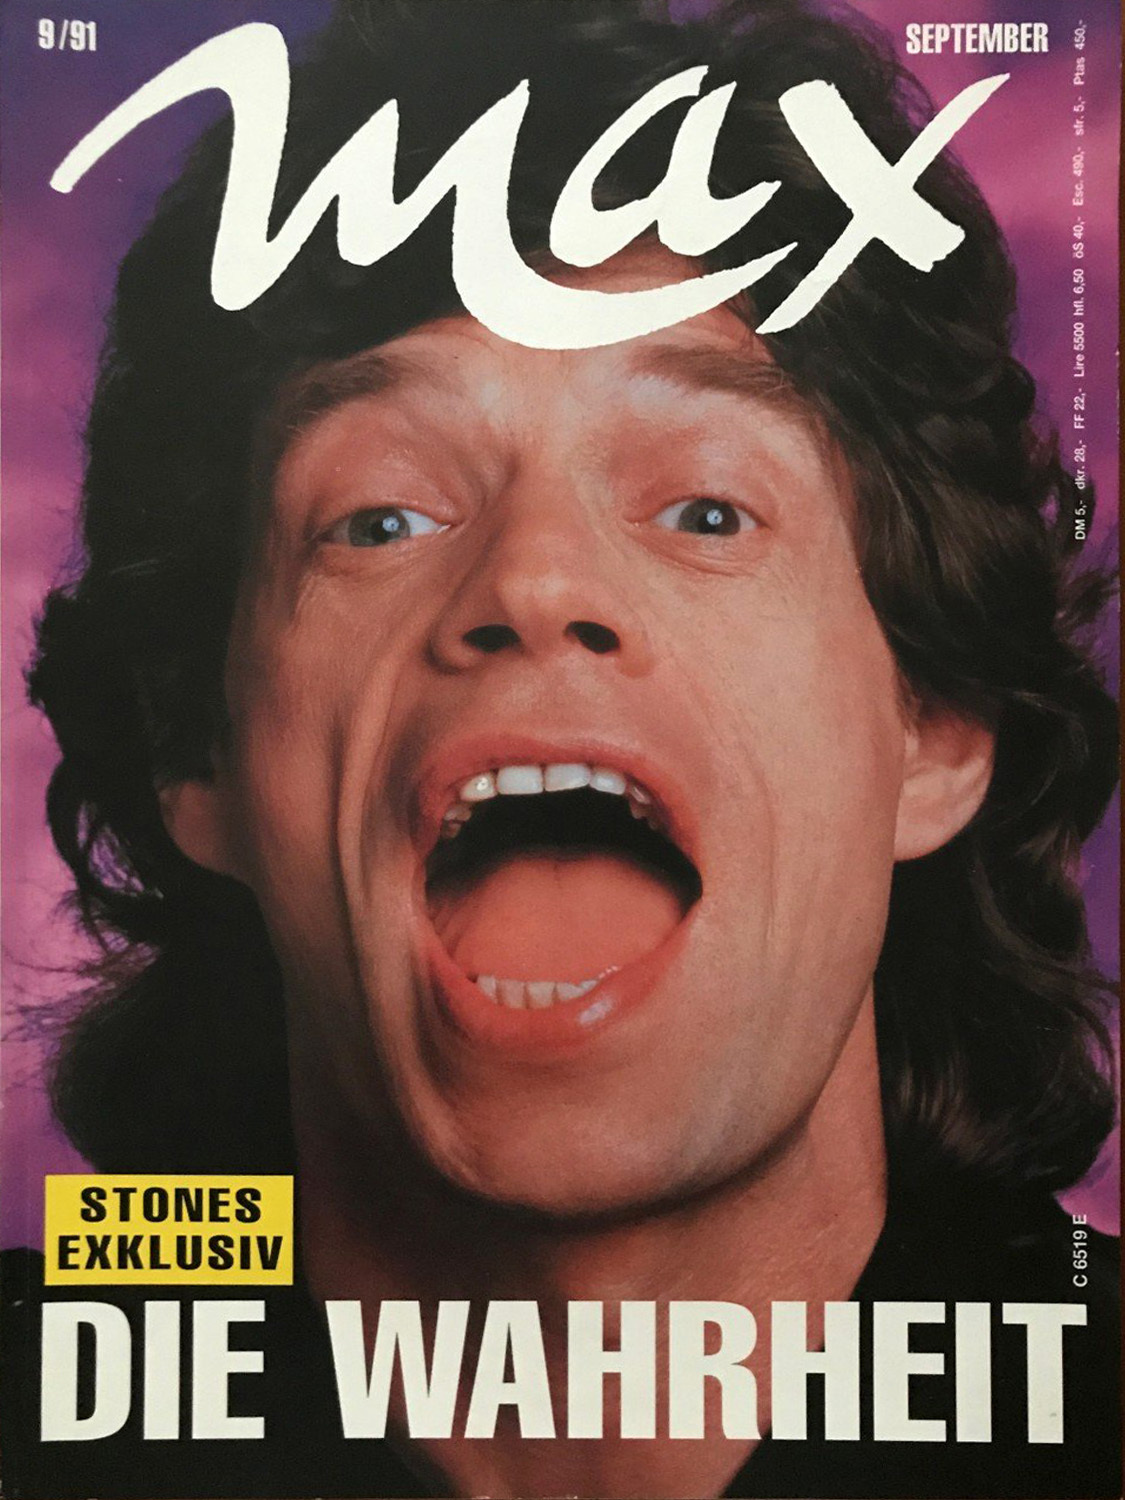 9/91
SEPTEMBER
max
DM 5,- dkr. 28,- FF 22,- Lire 5500 hfl. 6,50 öS 40,- Esc. 490,- sfr. 5,- Ptas 450,-
STONES
EXKLUSIV
C 6519 E
DIE WAHRHEIT